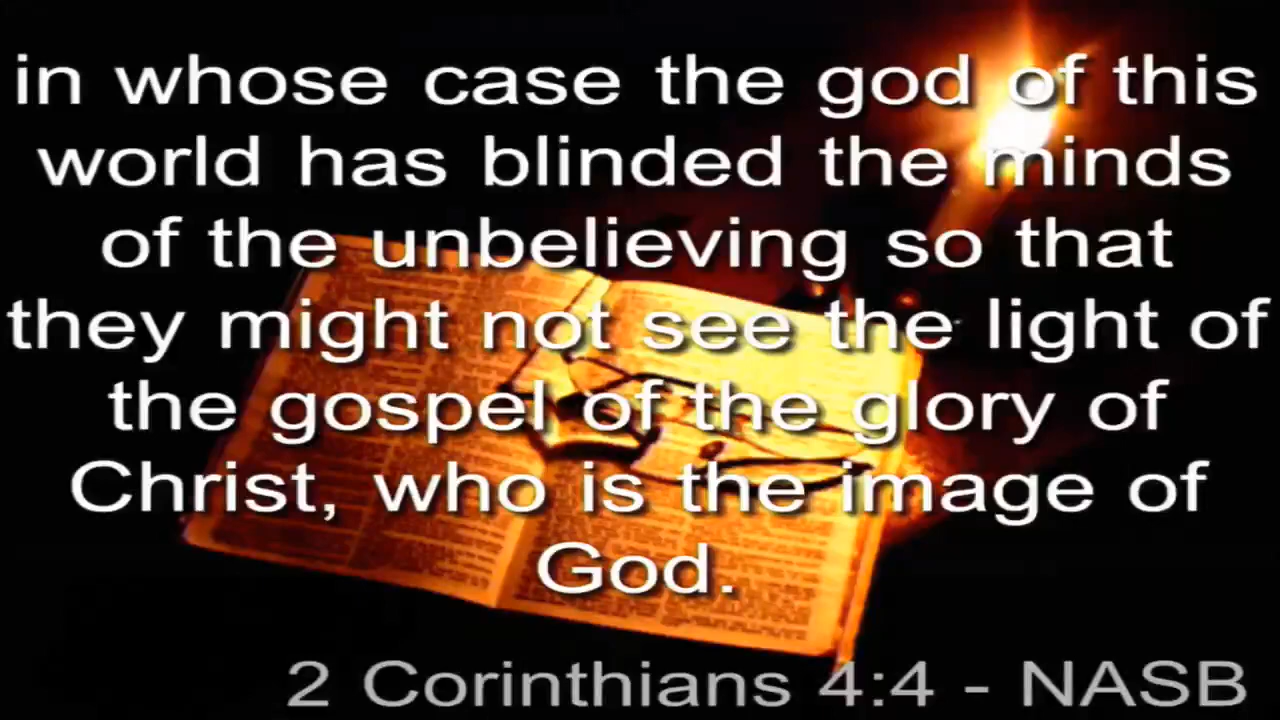 in whose case the god of this
world has blinded the minds
of the unbelieving so that
they might not see the light of
the gospel of the glory of
Christ, who is the image of
God.
2 Corinthians 4:4 - NASB